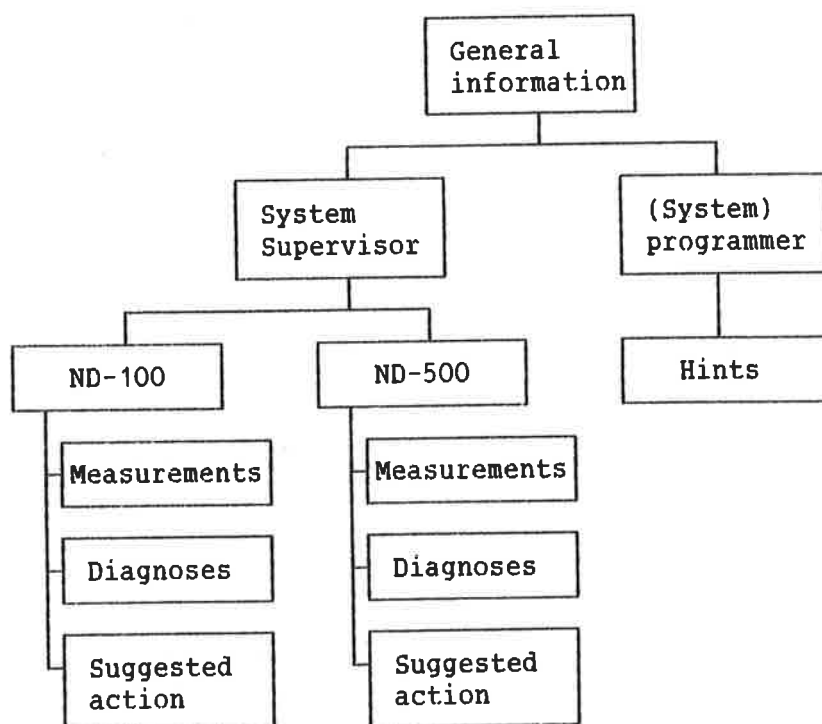 General
information
System
Supervisor
(System)
programmer
ND-100
ND-500
Hints
Measurements
Measurements
Diagnoses
Diagnoses
Suggested
action
Suggested
action